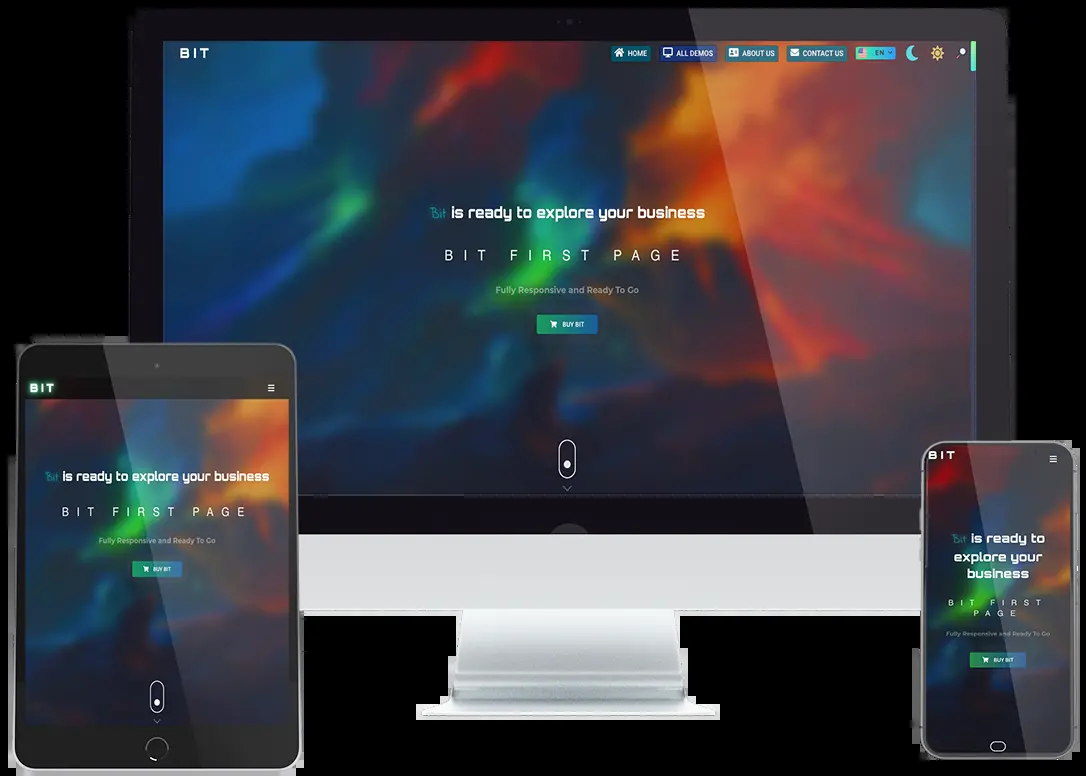 BIT
HOME
ALL DEMOS
ABOUT US
CONTACT US
EN
Bit is ready to explore your business
BIT FIRST PAGE
Fully Responsive and Ready To Go
BUY BIT
BIT
Bit is ready to explore your business
BIT FIRST PAGE
Fully Responsive and Ready To Go
BUY BIT
BIT
Bit is ready to
explore your
business
BIT FIRST
PAGE
Fully Responsive and Ready To Go
BUY BIT